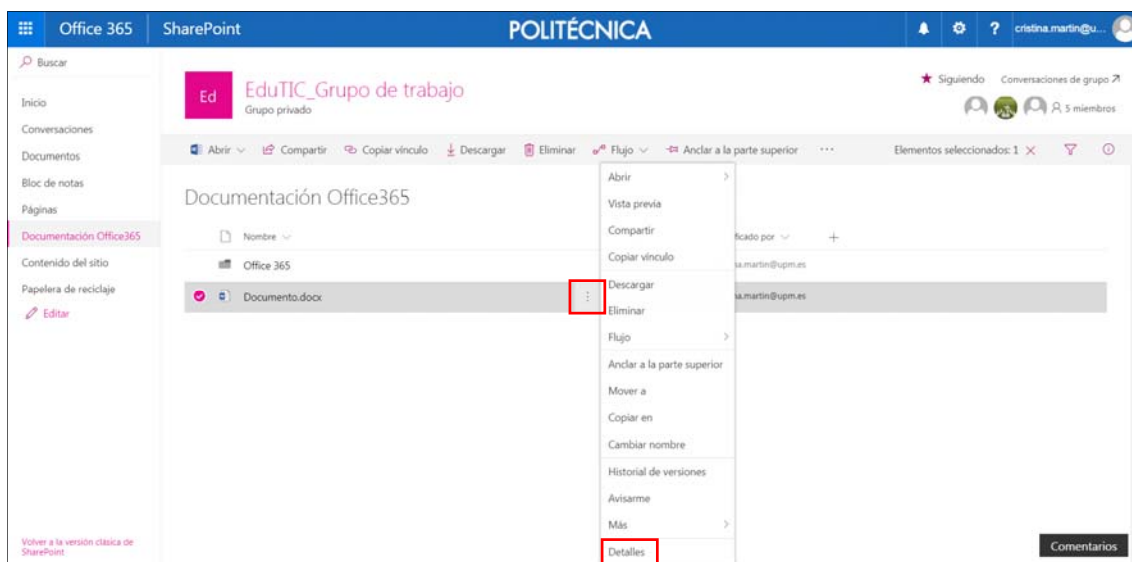 Office 365
SharePoint
POLITÉCNICA
?
cristina.martin@u...
Buscar
Inicio
Conversaciones
Documentos
Bloc de notas
Páginas
Documentación Office365
Contenido del sitio
Papelera de reciclaje
Editar
Volver a la versión clásica de
SharePoint
Ed
EduTIC_Grupo de trabajo
Grupo privado
Siguiendo
Conversaciones de grupo
5 miembros
Abrir
Compartir
Copiar vínculo
Descargar
Eliminar
Flujo
Anclar a la parte superior
...
Elementos seleccionados: 1
Documentación Office365
Nombre
ficado por
Office 365
a.martin@upm.es
Documento.docx
na.martin@upm.es
Abrir
Vista previa
Compartir
Copiar vínculo
Descargar
Eliminar
Flujo
Anclar a la parte superior
Mover a
Copiar en
Cambiar nombre
Historial de versiones
Avisarme
Más
Detalles
Comentarios